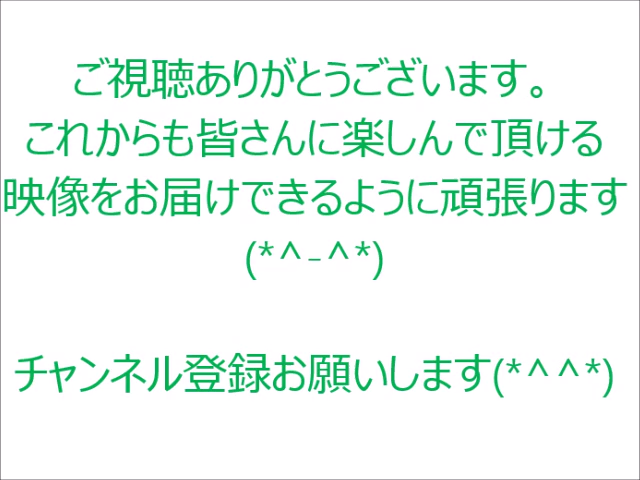 ご視聴ありがとうございます。
これからも皆さんに楽しんで頂ける
映像をお届けできるように頑張ります
(*^-^*)
チャンネル登録お願いします(*^^*)